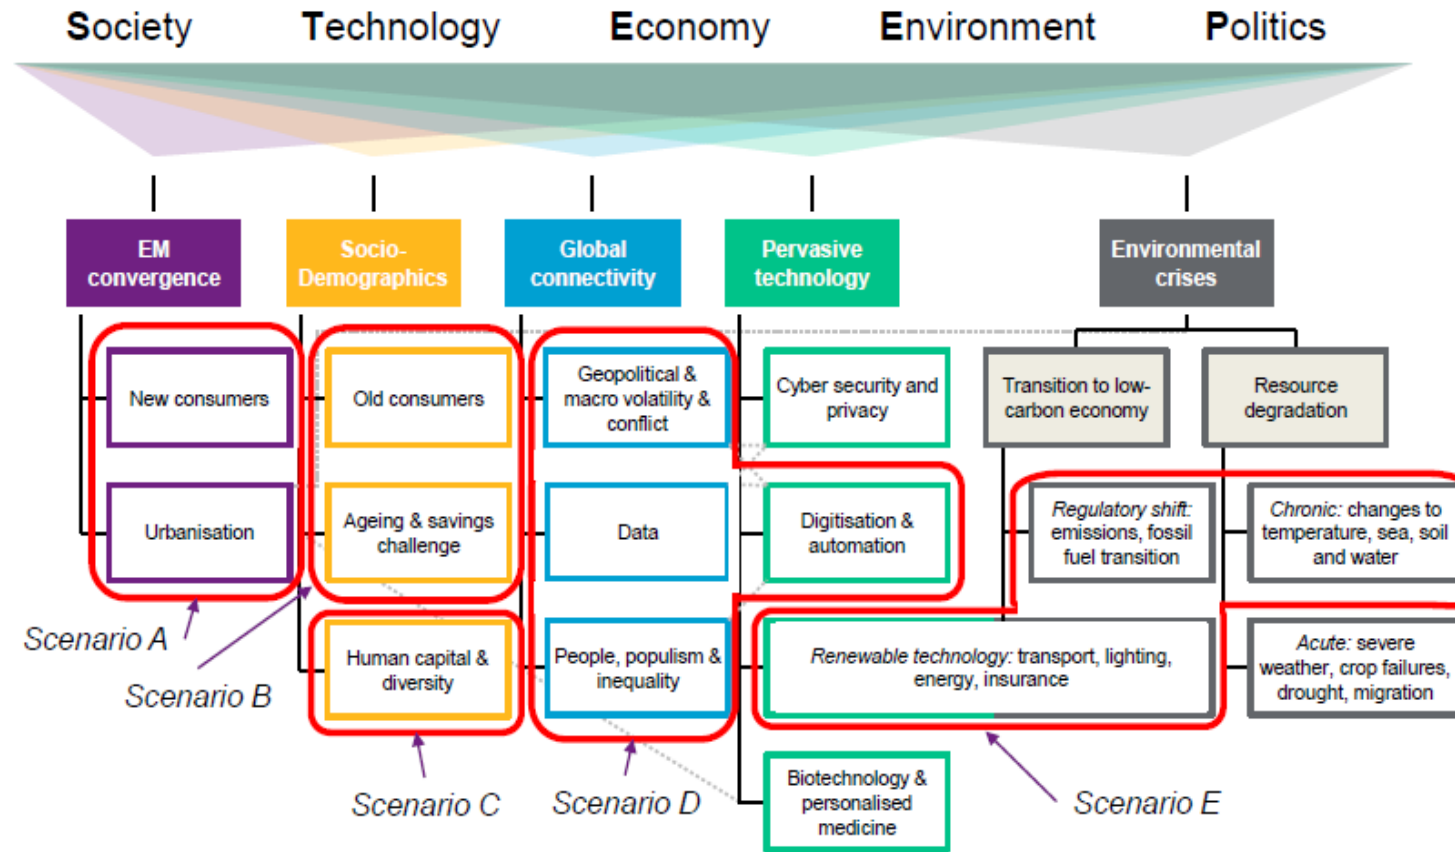 Society Technology Economy Environment Politics
EM
convergence
Socio-
Demographics
Global
connectivity
Pervasive
technology
Environmental
crises
New consumers
Old consumers
Geopolitical &
macro volatility &
conflict
Cyber security and
privacy
Transition to low-
carbon economy
Resource
degradation
Urbanisation
Ageing & savings
challenge
Data
Digitisation &
automation
Regulatory shift:
emissions, fossil
fuel transition
Chronic: changes to
temperature, sea, soil
and water
Scenario A
Scenario B
Human capital &
diversity
People, populism &
inequality
Renewable technology: transport, lighting,
energy, insurance
Acute: severe
weather, crop failures,
drought, migration
Scenario C
Scenario D
Biotechnology &
personalised
medicine
Scenario E